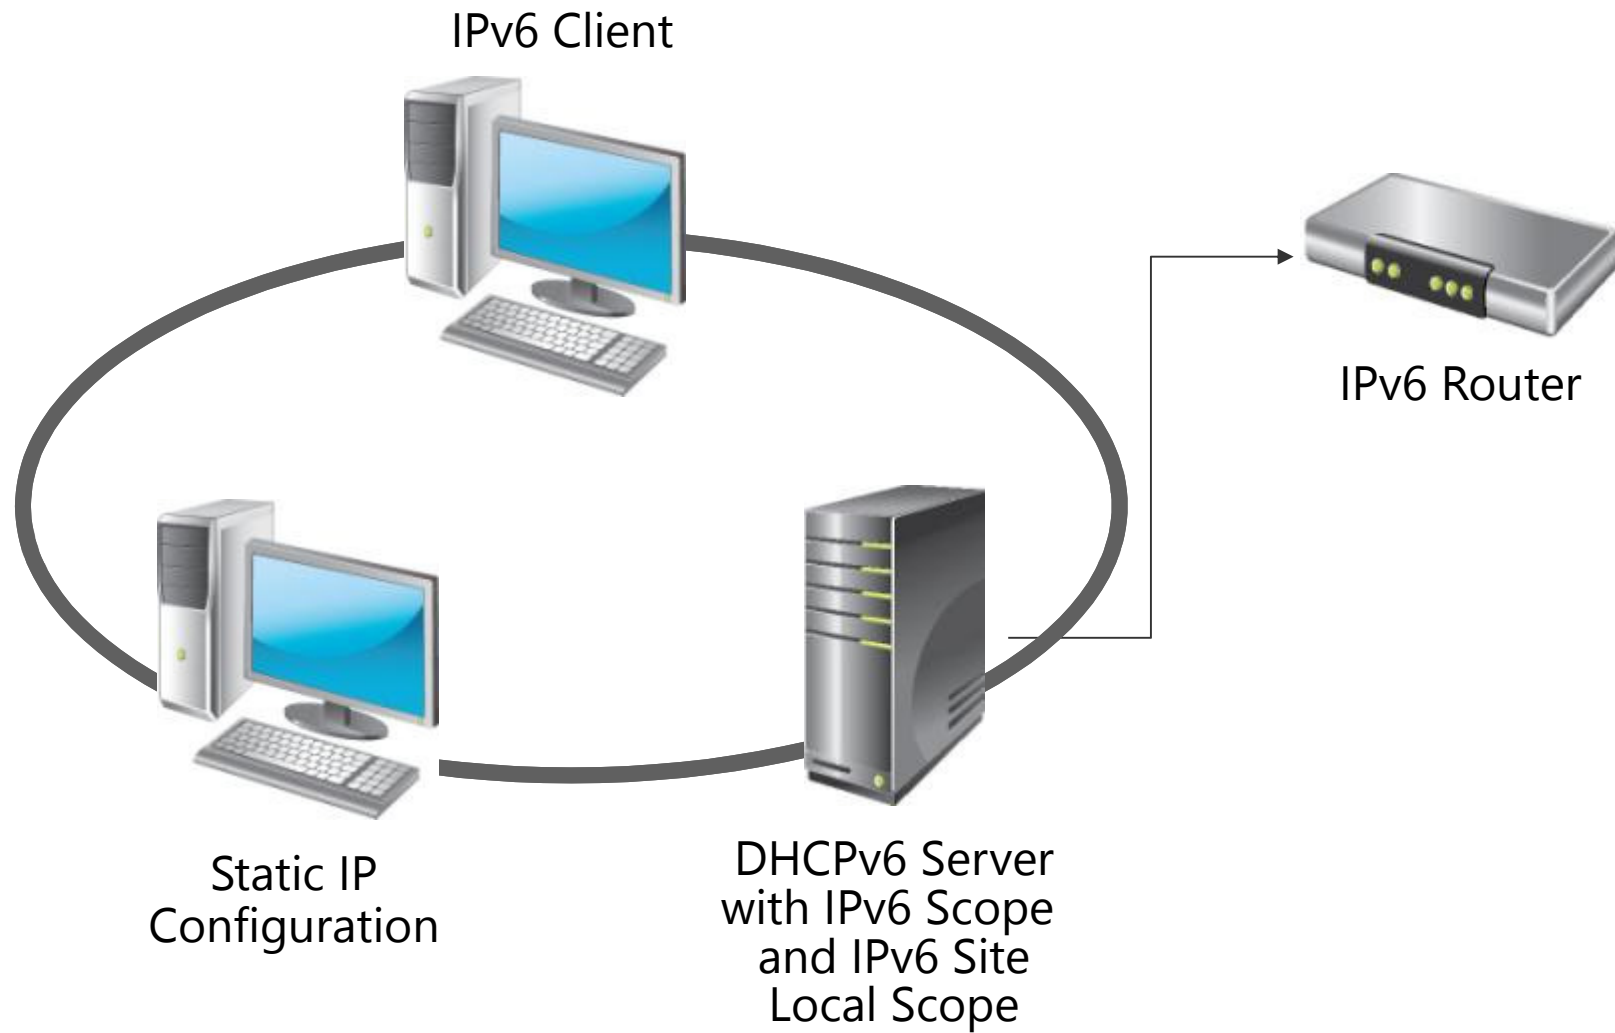 IPv6 Client
IPv6 Router
Static IP
Configuration
DHCPv6 Server
with IPv6 Scope
and IPv6 Site
Local Scope